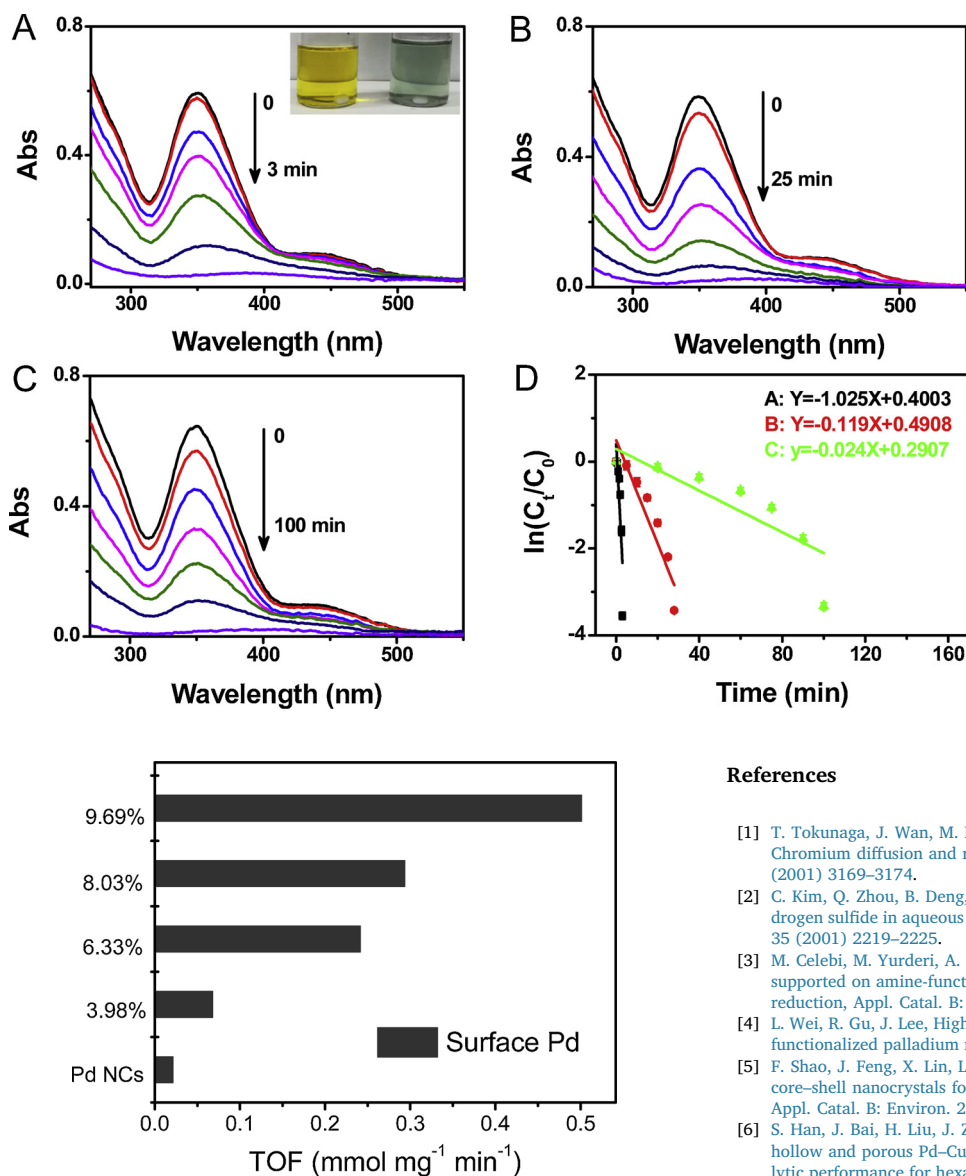 A
0.8
0.4
0.0
Abs
0
3 min
300
400
500
Wavelength (nm)
B
0.8
0.4
0.0
Abs
0
25 min
300
400
500
Wavelength (nm)
C
0.8
0.4
0.0
Abs
0
100 min
300
400
500
Wavelength (nm)
D
2
0
-2
-4
ln(Ct/C0)
A: Y=-1.025X+0.4003
B: Y=-0.119X+0.4908
C: y=-0.024X+0.2907
0
40
80
120
160
Time (min)
9.69%
8.03%
6.33%
3.98%
Pd NCs
Surface Pd
0.0
0.1
0.2
0.3
0.4
0.5
TOF (mmol mg⁻¹ min⁻¹)
References
[1] T. Tokunaga, J. Wan, M.
Chromium diffusion and
(2001) 3169–3174.
[2] C. Kim, Q. Zhou, B. Deng,
drogen sulfide in aqueous
35 (2001) 2219–2225.
[3] M. Celebi, M. Yurderi, A.
supported on amine-funct
reduction, Appl. Catal. B:
[4] L. Wei, R. Gu, J. Lee, High
functionalized palladium
[5] F. Shao, J. Feng, X. Lin, L
core–shell nanocrystals fo
Appl. Catal. B: Environ. 2
[6] S. Han, J. Bai, H. Liu, J. Z
hollow and porous Pd–Cu
lytic performance for hexa